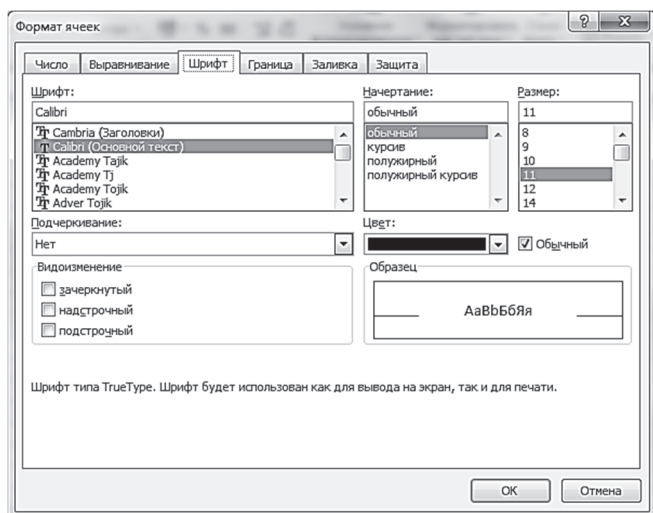 Формат ячеек
Число Выравнивание Шрифт Граница Заливка Защита
Шрифт: Начертание: Размер:
Calibri обычный 11
Cambria (Заголовки) обычный 8
Calibri (Основной текст) курсив 9
Academy Tajik полужирный 10
Academy Tj полужирный курсив 11
Academy Tojik 12
Adver Tojik 14
Подчеркивание: Цвет:
Нет Обычный
Видоизменение Образец
зачеркнутый
надстрочный АаВbБбЯя
подстрочный
Шрифт типа TrueType. Шрифт будет использован как для вывода на экран, так и для печати.
ОК Отмена